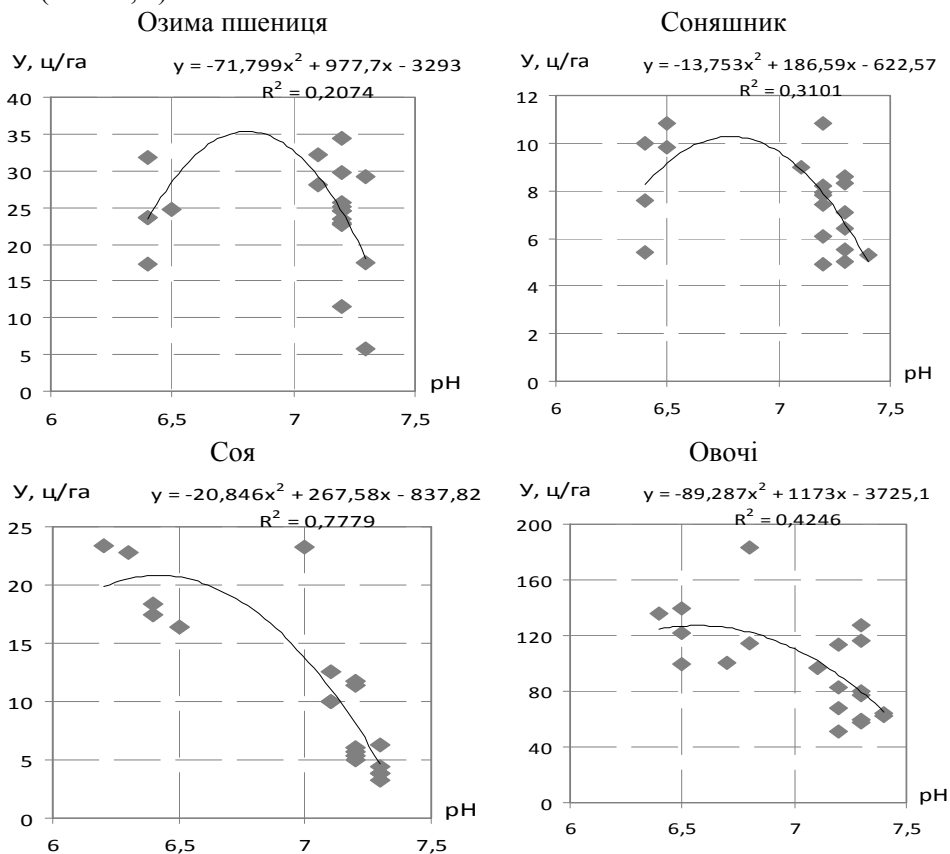 Озима пшениця
У, ц/га
y = -71,799x² + 977,7x - 3293
R² = 0,2074
40
35
30
25
20
15
10
5
0
6
6,5
7
7,5
pH
Соняшник
У, ц/га
y = -13,753x² + 186,59x - 622,57
R² = 0,3101
12
10
8
6
4
2
0
6
6,5
7
7,5
pH
Соя
У, ц/га
y = -20,846x² + 267,58x - 837,82
R² = 0,7779
25
20
15
10
5
0
6
6,5
7
7,5
pH
Овочі
У, ц/га
y = -89,287x² + 1173x - 3725,1
R² = 0,4246
200
160
120
80
40
0
6
6,5
7
7,5
pH